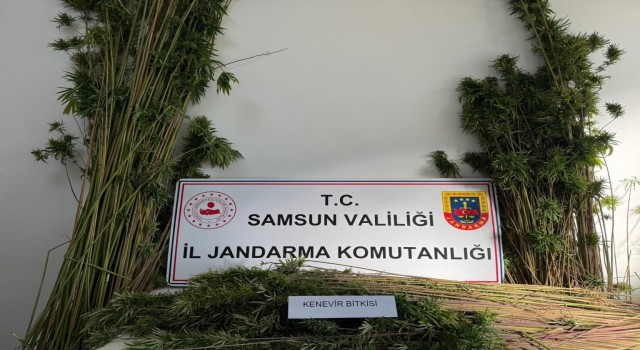 T.C.
SAMSUN VALİLİĞİ
İL JANDARMA KOMUTANLIĞI
KENEVİR BİTKİSİ